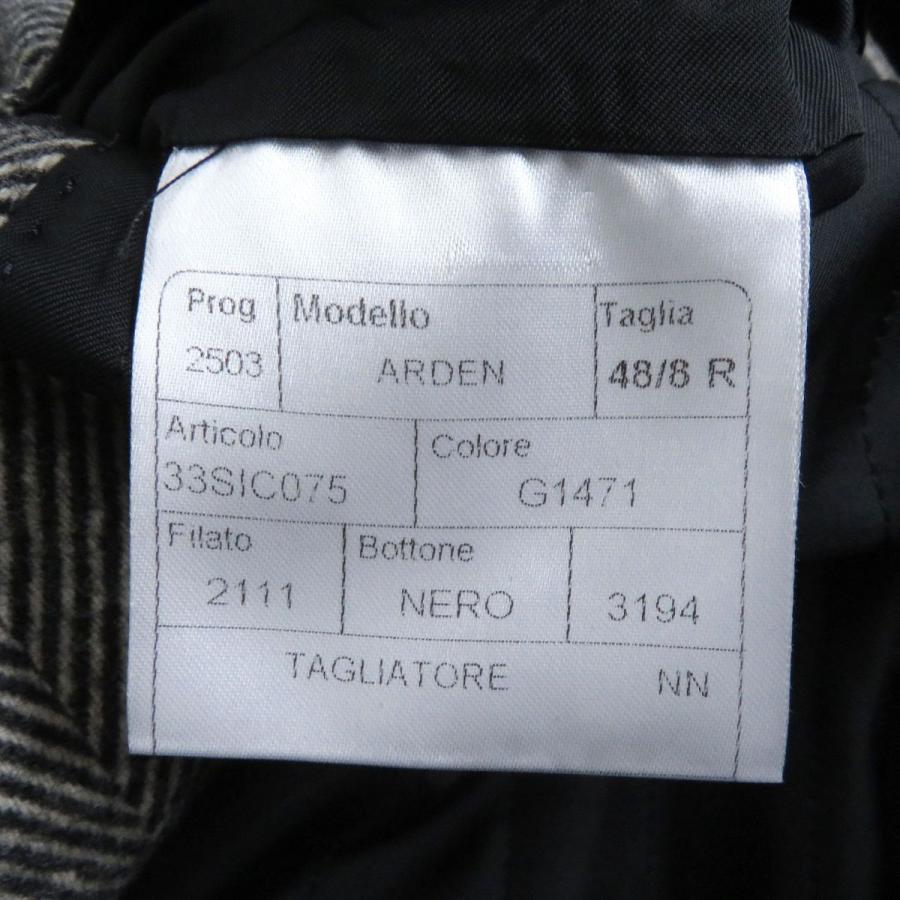 Prog Modello Taglia
2503 ARDEN 48/8 R
Articolo Colore
33SIC075 G1471
Filato Bottone
2111 NERO 3194
TAGLIATORE NN